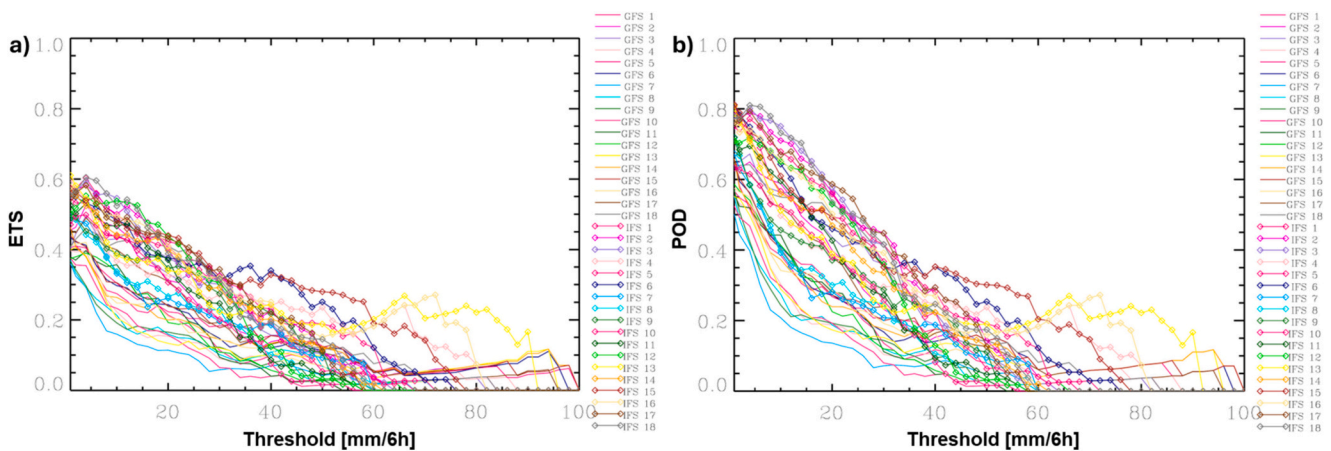 a)
1.0
0.8
0.6
0.4
0.2
0.0
ETS
20
40
60
80
100
Threshold [mm/6h]
GFS 1
GFS 2
GFS 3
GFS 4
GFS 5
GFS 6
GFS 7
GFS 8
GFS 9
GFS 10
GFS 11
GFS 12
GFS 13
GFS 14
GFS 15
GFS 16
GFS 17
GFS 18
IFS 1
IFS 2
IFS 3
IFS 4
IFS 5
IFS 6
IFS 7
IFS 8
IFS 9
IFS 10
IFS 11
IFS 12
IFS 13
IFS 14
IFS 15
IFS 16
IFS 17
IFS 18
b)
1.0
0.8
0.6
0.4
0.2
0.0
POD
20
40
60
80
100
Threshold [mm/6h]
GFS 1
GFS 2
GFS 3
GFS 4
GFS 5
GFS 6
GFS 7
GFS 8
GFS 9
GFS 10
GFS 11
GFS 12
GFS 13
GFS 14
GFS 15
GFS 16
GFS 17
GFS 18
IFS 1
IFS 2
IFS 3
IFS 4
IFS 5
IFS 6
IFS 7
IFS 8
IFS 9
IFS 10
IFS 11
IFS 12
IFS 13
IFS 14
IFS 15
IFS 16
IFS 17
IFS 18